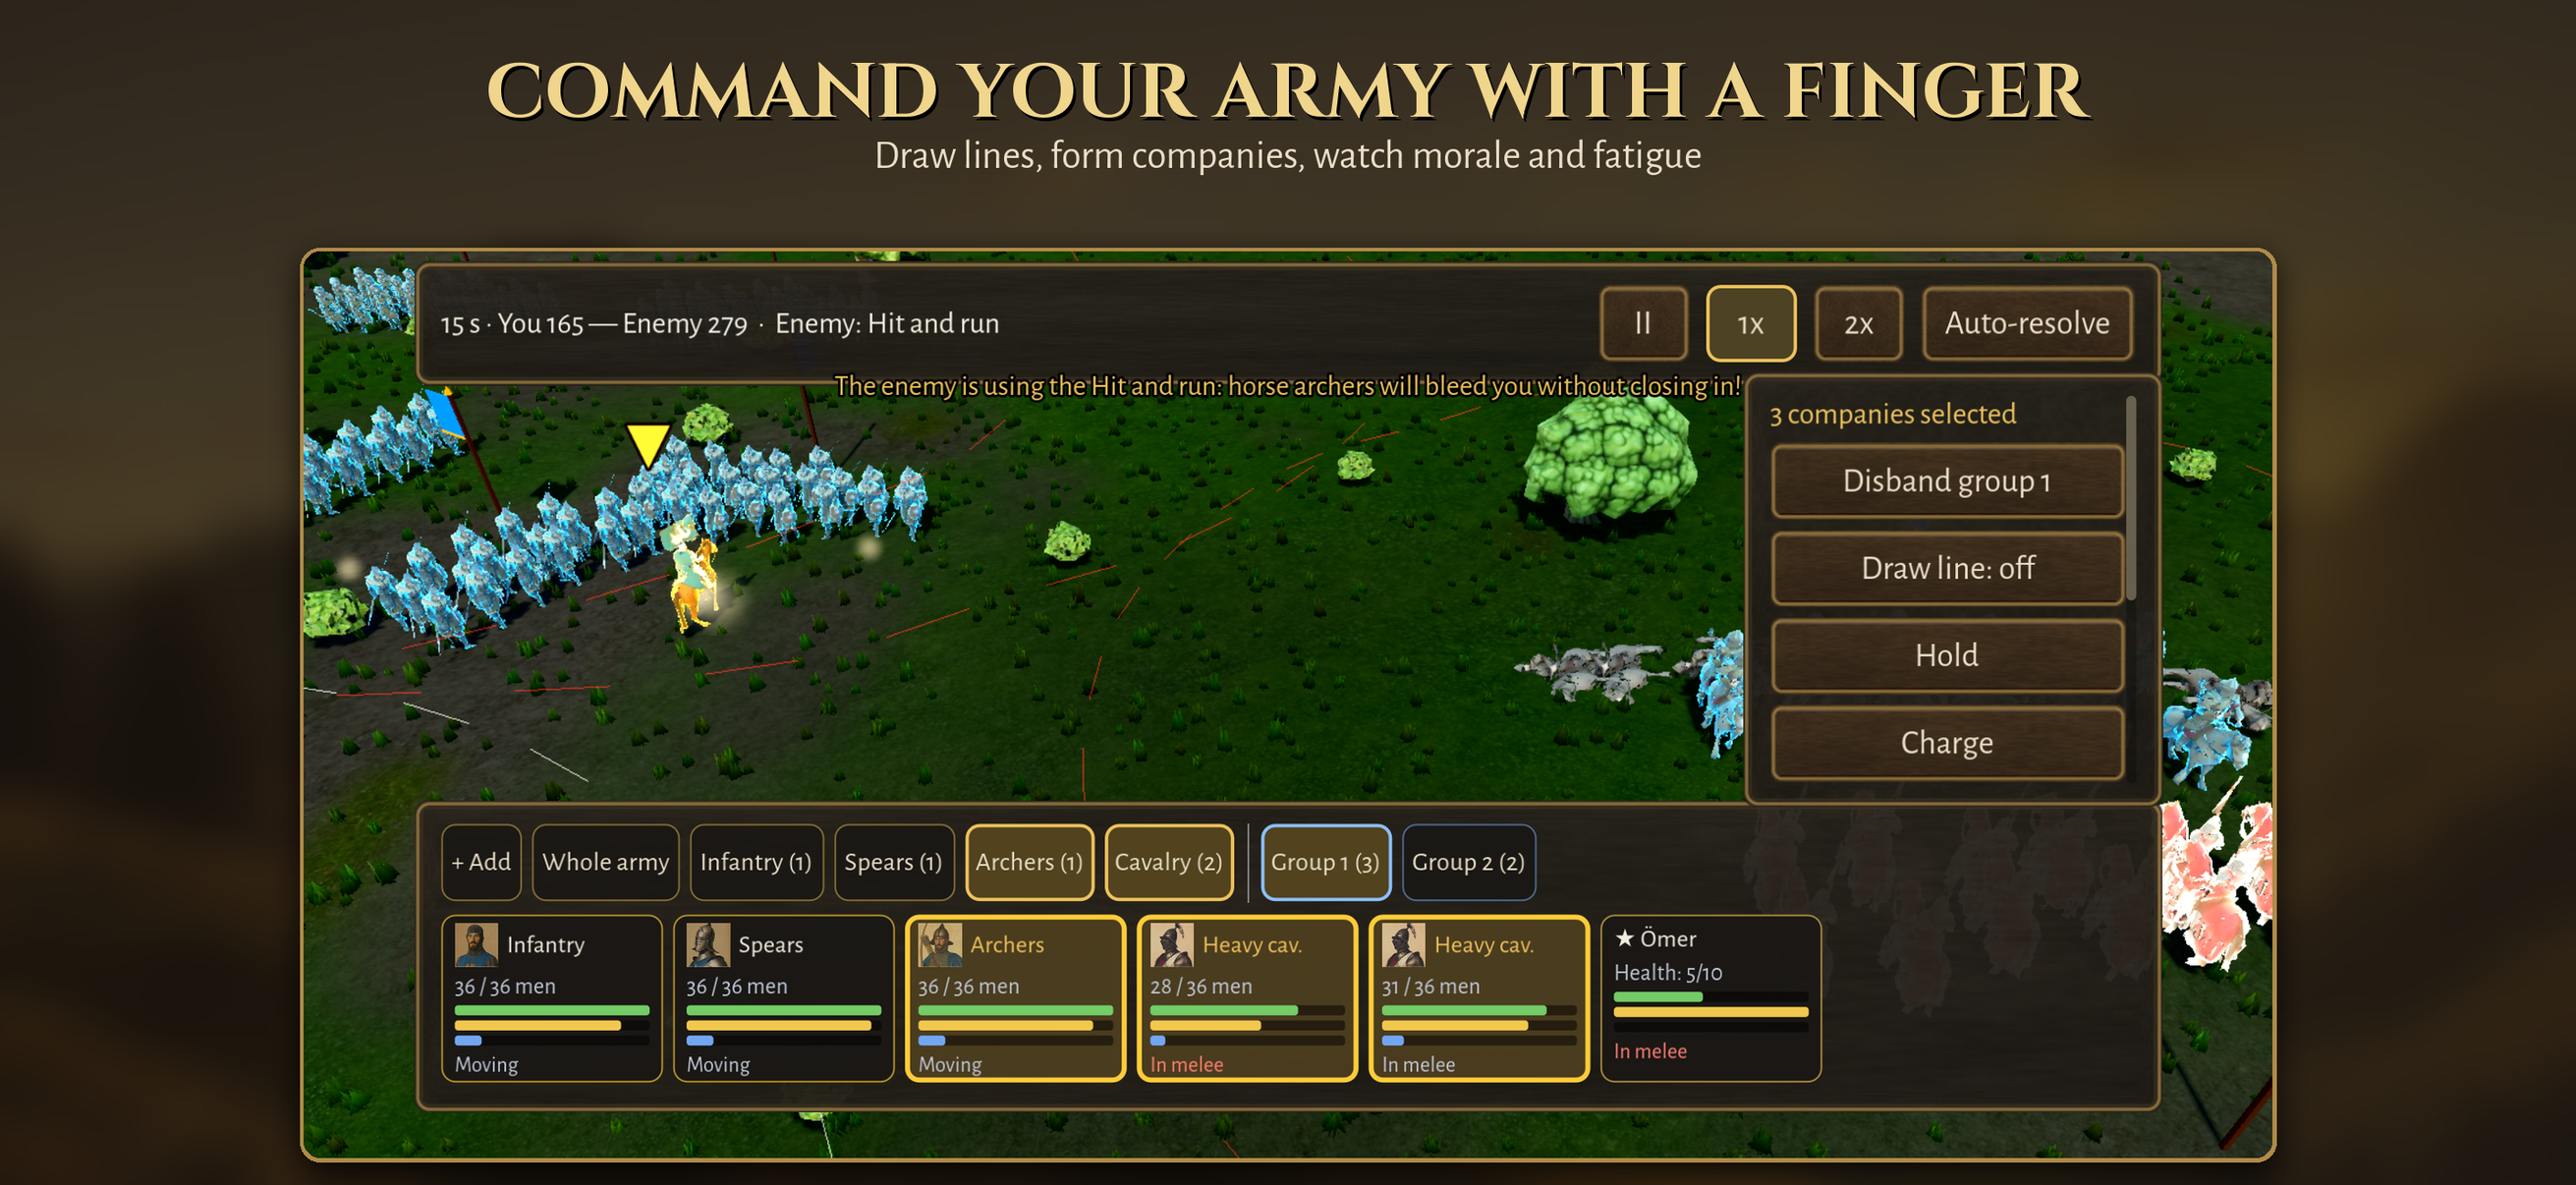 COMMAND YOUR ARMY WITH A FINGER
Draw lines, form companies, watch morale and fatigue
15 s · You 165 — Enemy 279 · Enemy: Hit and run
II
1x
2x
Auto-resolve
The enemy is using the Hit and run: horse archers will bleed you without closing in!
3 companies selected
Disband group 1
Draw line: off
Hold
Charge
+ Add
Whole army
Infantry (1)
Spears (1)
Archers (1)
Cavalry (2)
Group 1 (3)
Group 2 (2)
Infantry
36 / 36 men
Moving
Spears
36 / 36 men
Moving
Archers
36 / 36 men
Moving
Heavy cav.
28 / 36 men
In melee
Heavy cav.
31 / 36 men
In melee
★ Ömer
Health: 5/10
In melee